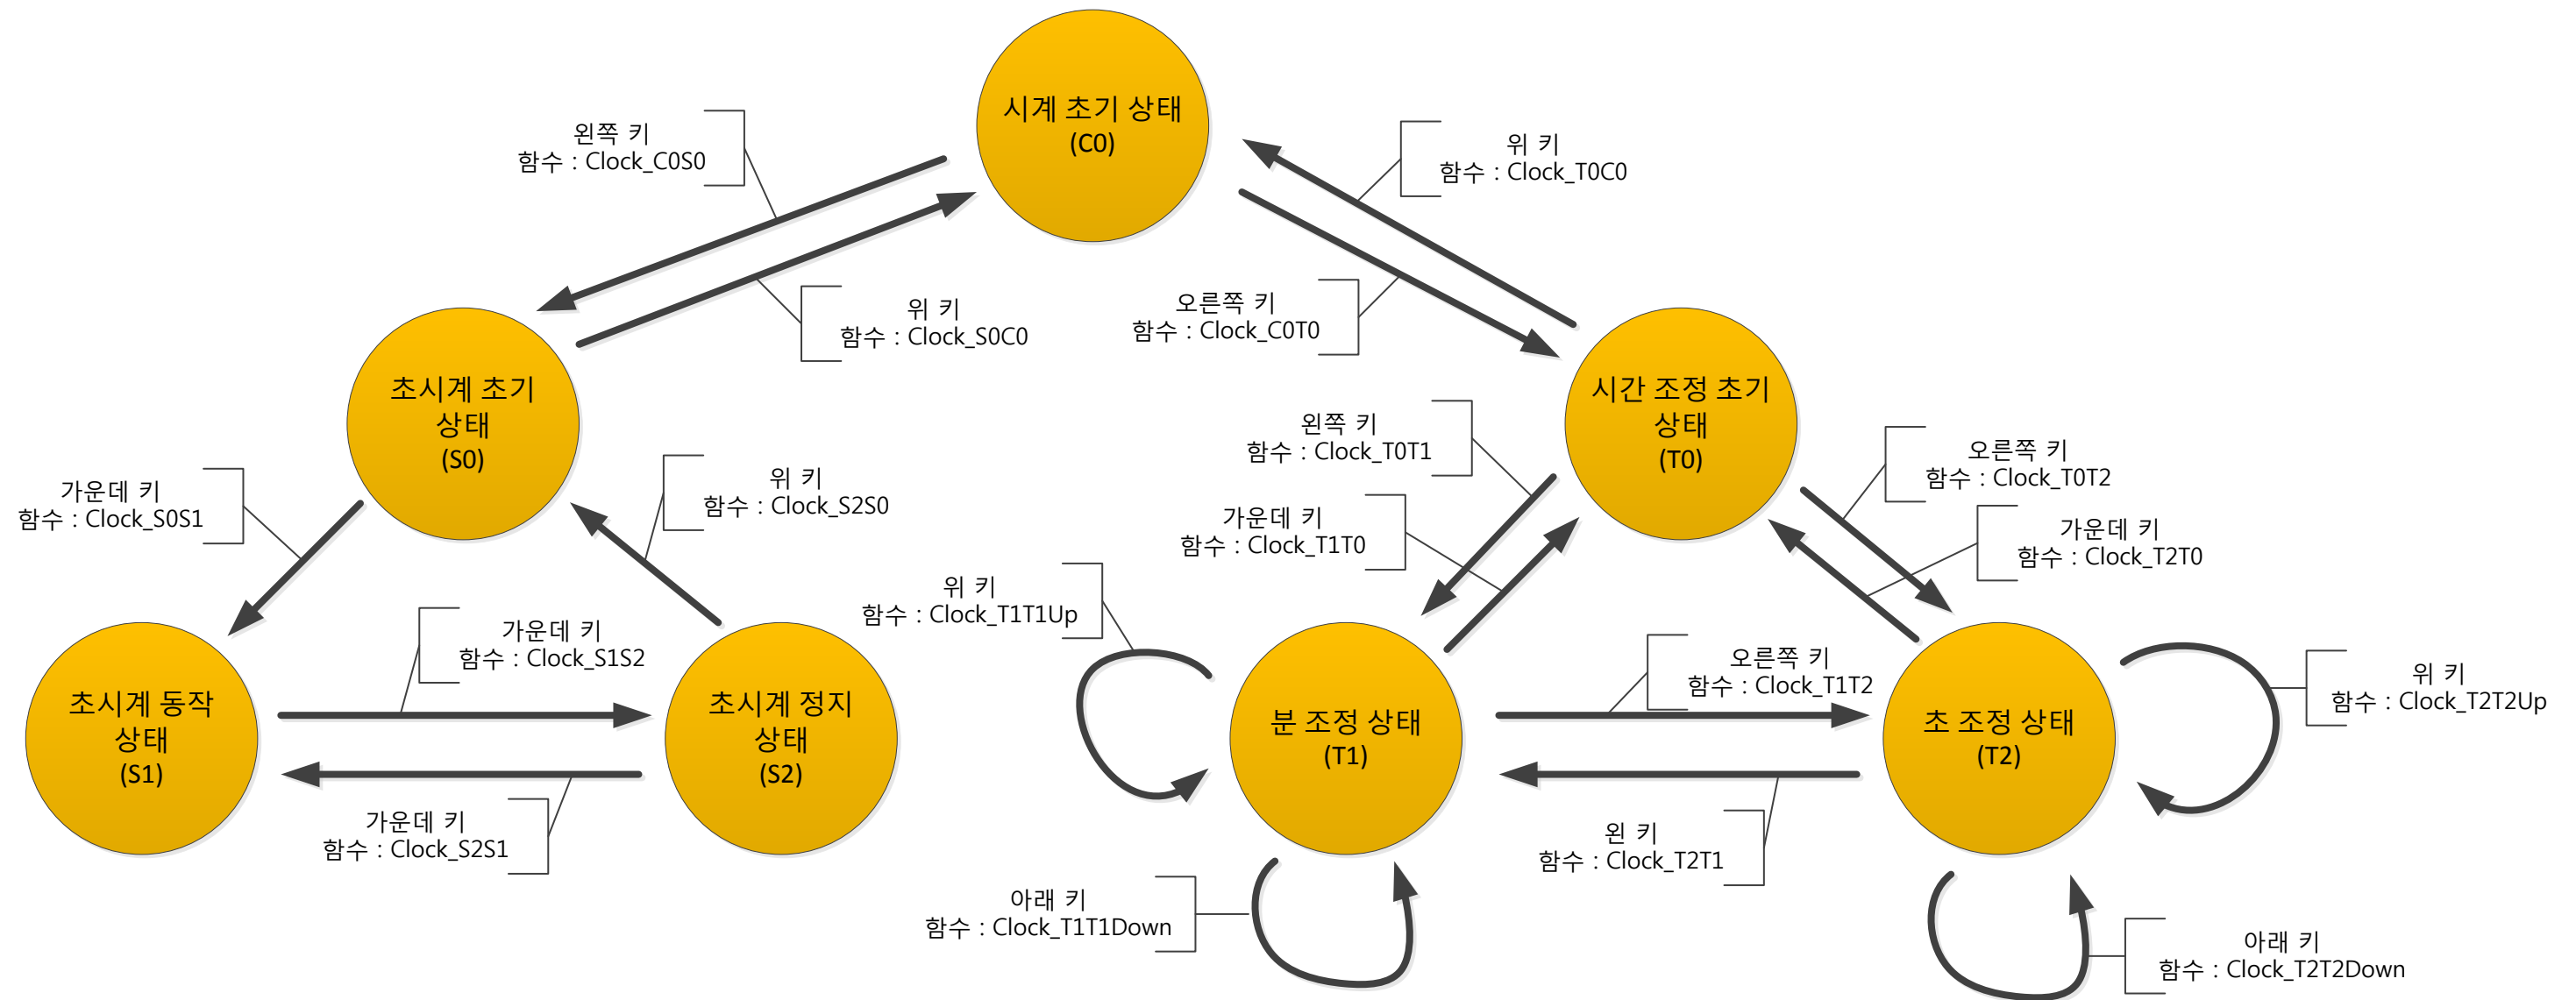 시계 초기 상태
(C0)
왼쪽 키
함수 : Clock_C0S0
위 키
함수 : Clock_T0C0
위 키
함수 : Clock_S0C0
오른쪽 키
함수 : Clock_C0T0
초시계 초기
상태
(S0)
시간 조정 초기
상태
(T0)
가운데 키
함수 : Clock_S0S1
위 키
함수 : Clock_S2S0
왼쪽 키
함수 : Clock_T0T1
오른쪽 키
함수 : Clock_T0T2
가운데 키
함수 : Clock_T1T0
가운데 키
함수 : Clock_T2T0
위 키
함수 : Clock_T1T1Up
가운데 키
함수 : Clock_S1S2
오른쪽 키
함수 : Clock_T1T2
위 키
함수 : Clock_T2T2Up
초시계 동작
상태
(S1)
초시계 정지
상태
(S2)
분 조정 상태
(T1)
초 조정 상태
(T2)
가운데 키
함수 : Clock_S2S1
왼 키
함수 : Clock_T2T1
아래 키
함수 : Clock_T1T1Down
아래 키
함수 : Clock_T2T2Down